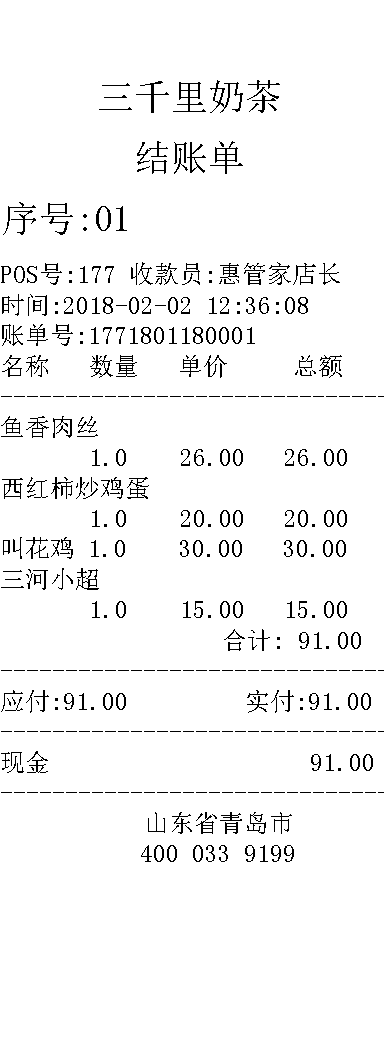 三千里奶茶
结账单
序号:01
POS号:177 收款员:惠管家店长
时间:2018-02-02 12:36:08
账单号:1771801180001
名称 数量 单价 总额
--------------------------------
鱼香肉丝
1.0 26.00 26.00
西红柿炒鸡蛋
1.0 20.00 20.00
叫花鸡 1.0 30.00 30.00
三河小超
1.0 15.00 15.00
合计: 91.00
--------------------------------
应付:91.00 实付:91.00
--------------------------------
现金 91.00
--------------------------------
山东省青岛市
400 033 9199